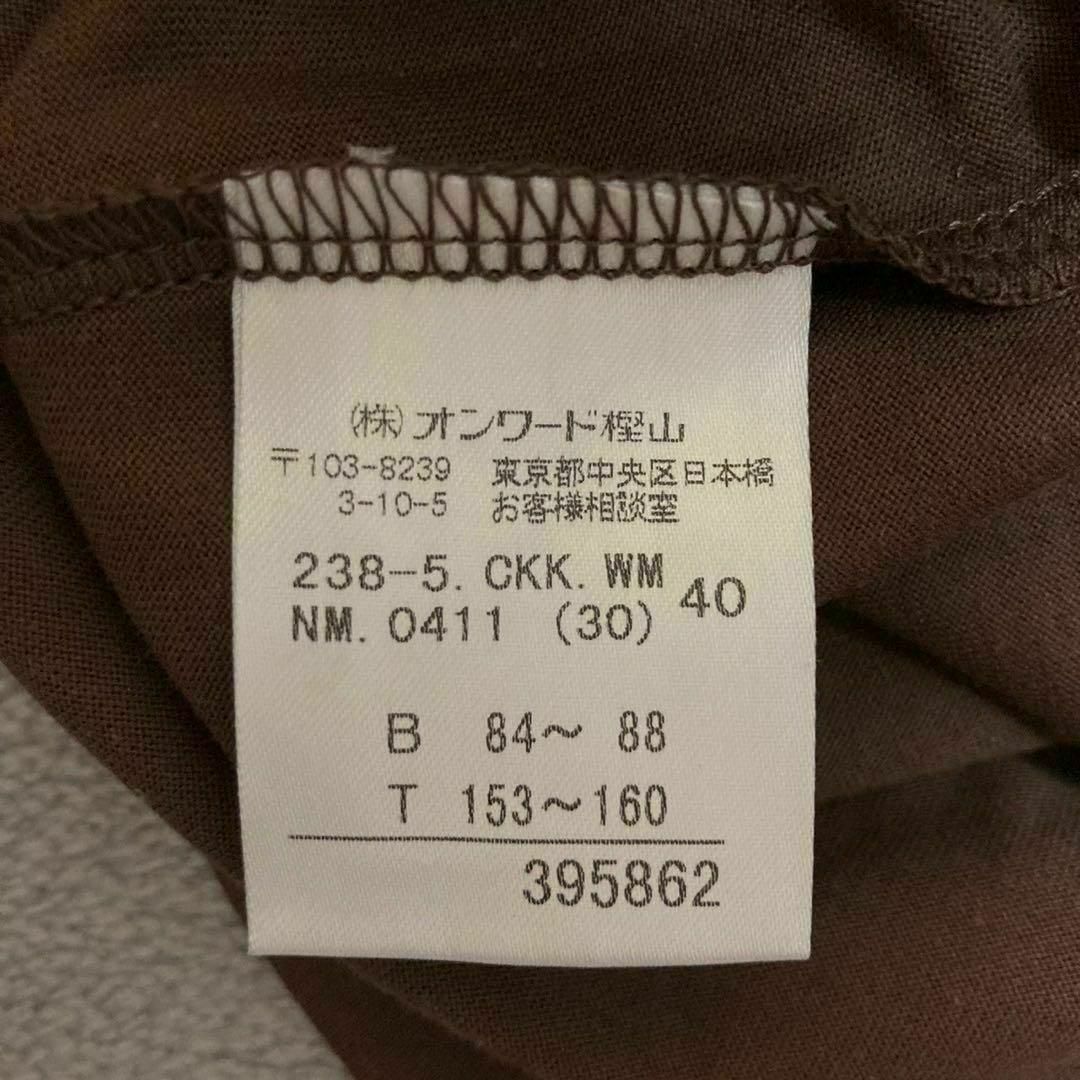 (株)オンワード樫山
〒103-8239 東京都中央区日本橋
3-10-5 お客様相談室
238-5. CKK. WM
NM. 0411 (30) 40
B 84～ 88
T 153～160
395862